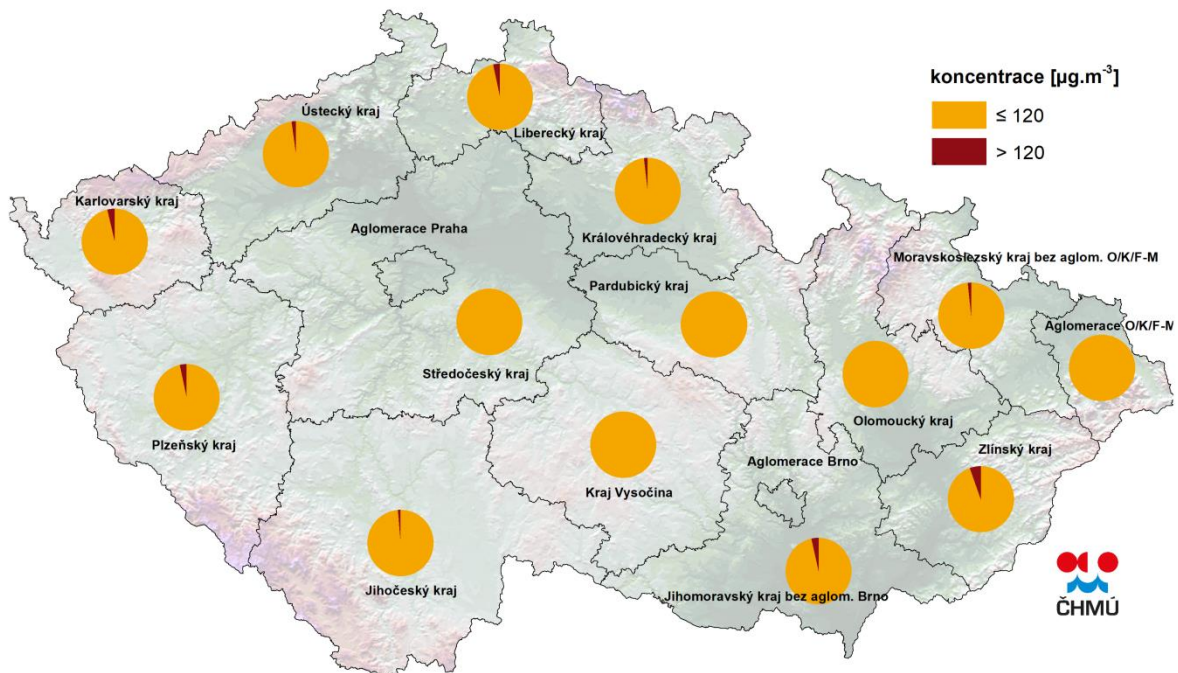 koncentrace [µg.m-3]
≤ 120
> 120
Ústecký kraj
Liberecký kraj
Karlovarský kraj
Aglomerace Praha
Královéhradecký kraj
Moravskoslezský kraj bez aglom. O/K/F-M
Pardubický kraj
Aglomerace O/K/F-M
Středočeský kraj
Olomoucký kraj
Plzeňský kraj
Zlínský kraj
Aglomerace Brno
Kraj Vysočina
Jihočeský kraj
Jihomoravský kraj bez aglom. Brno
ČHMÚ